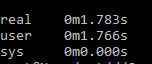 real 0m1.783s
user 0m1.766s
sys 0m0.000s